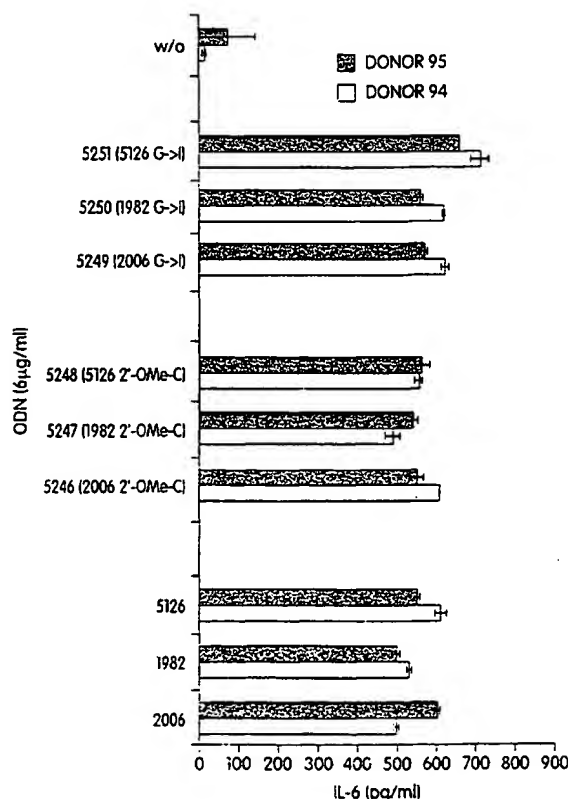 w/o
DONOR 95
DONOR 94
5251 (5126 G->I)
5250 (1982 G->I)
5249 (2006 G->I)
5248 (5126 2'-OMe-C)
5247 (1982 2'-OMe-C)
5246 (2006 2'-OMe-C)
5126
1982
2006
ODN (6µg/ml)
0 100 200 300 400 500 600 700 800 900
IL-6 (pg/ml)